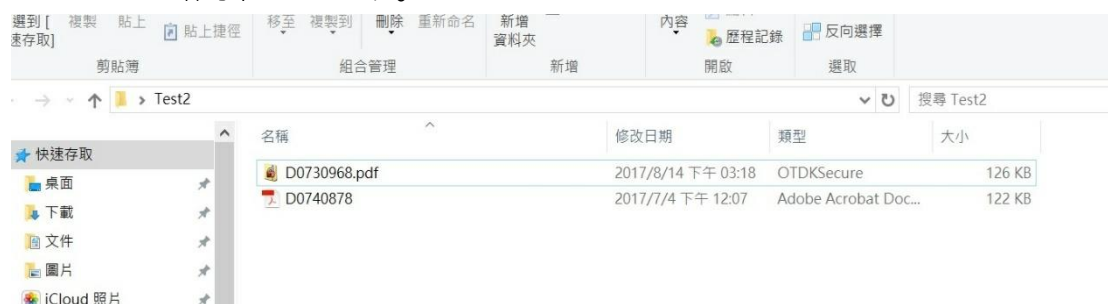 選到 [ 複製 貼上 貼上捷徑 移至 複製到 刪除 重新命名 新增 內容 歷程記錄 反向選擇
速存取] 資料夾
剪貼簿 組合管理 新增 開啟 選取
Test2 搜尋 Test2
名稱 修改日期 類型 大小
快速存取
D0730968.pdf 2017/8/14 下午 03:18 OTDKSecure 126 KB
桌面
D0740878 2017/7/4 下午 12:07 Adobe Acrobat Doc... 122 KB
下載
文件
圖片
iCloud 照片